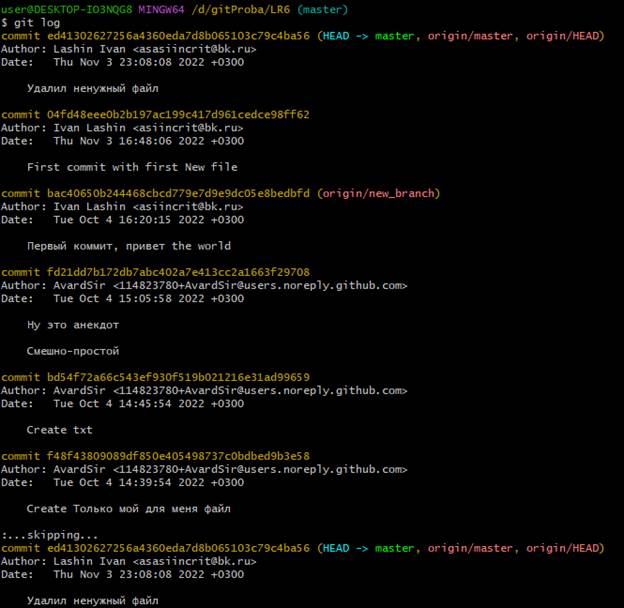 user@DESKTOP-IO3NQG8 MINGW64 /d/gitProba/LR6 (master)
$ git log
commit ed41302627256a4360eda7d8b065103c79c4ba56 (HEAD -> master, origin/master, origin/HEAD)
Author: Lashin Ivan <asasiincrit@bk.ru>
Date:   Thu Nov 3 23:08:08 2022 +0300
Удалил ненужный файл
commit 04fd48eee0b2b197ac199c417d961cedce98ff62
Author: Ivan Lashin <asiincrit@bk.ru>
Date:   Thu Nov 3 16:48:06 2022 +0300
First commit with first New file
commit bac40650b244468cbcd779e7d9e9dc05e8bedbfd (origin/new_branch)
Author: Ivan Lashin <asiincrit@bk.ru>
Date:   Tue Oct 4 16:20:15 2022 +0300
Первый коммит, привет the world
commit fd21dd7b172db7abc402a7e413cc2a1663f29708
Author: AvardSir <114823780+AvardSir@users.noreply.github.com>
Date:   Tue Oct 4 15:05:58 2022 +0300
Ну это анекдот
Смешно-простой
commit bd54f72a66c543ef930f519b021216e31ad99659
Author: AvardSir <114823780+AvardSir@users.noreply.github.com>
Date:   Tue Oct 4 14:45:54 2022 +0300
Create txt
commit f48f43809089df850e405498737c0bdbed9b3e58
Author: AvardSir <114823780+AvardSir@users.noreply.github.com>
Date:   Tue Oct 4 14:39:54 2022 +0300
Create Только мой для меня файл
:...skipping...
commit ed41302627256a4360eda7d8b065103c79c4ba56 (HEAD -> master, origin/master, origin/HEAD)
Author: Lashin Ivan <asasiincrit@bk.ru>
Date:   Thu Nov 3 23:08:08 2022 +0300
Удалил ненужный файл